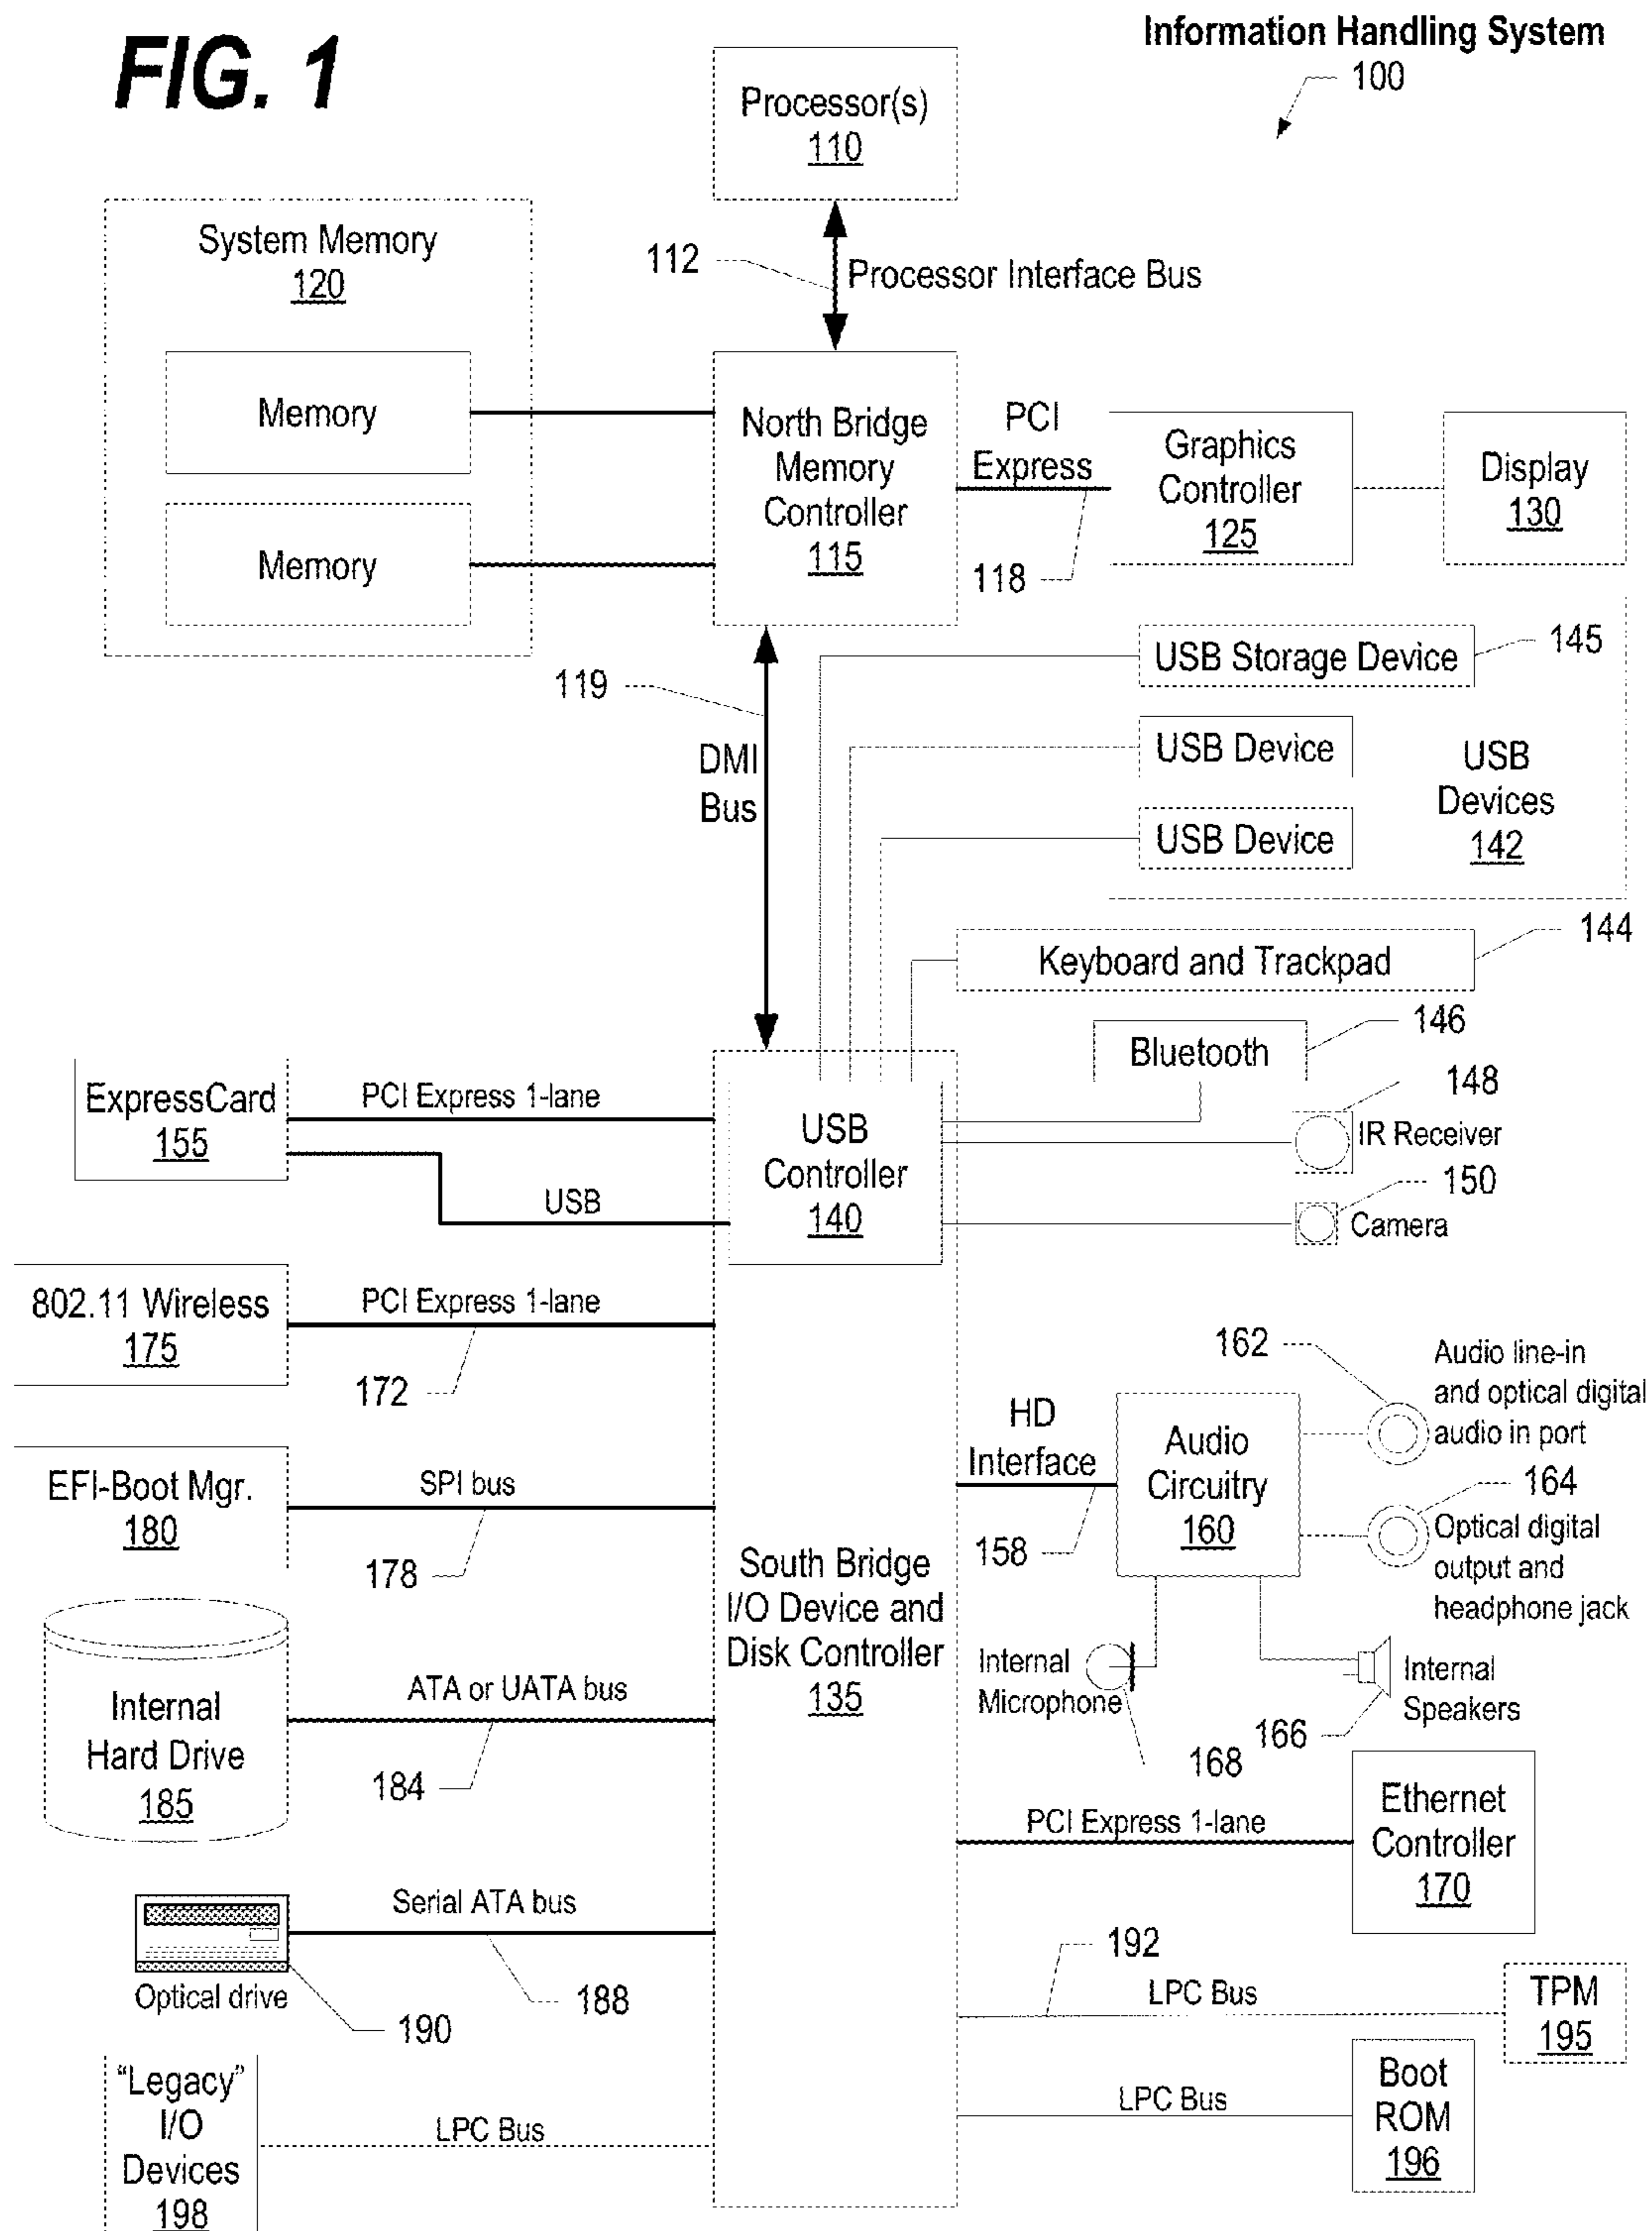 FIG. 1
Information Handling System
100
Processor(s)
110
System Memory
120
112
Processor Interface Bus
Memory
Memory
North Bridge
Memory
Controller
115
PCI
Express
118
Graphics
Controller
125
Display
130
119
DMI
Bus
USB Storage Device
145
USB Device
USB Device
USB
Devices
142
Keyboard and Trackpad
144
Bluetooth
146
148
IR Receiver
150
Camera
ExpressCard
155
PCI Express 1-lane
USB
USB
Controller
140
802.11 Wireless
175
PCI Express 1-lane
172
162
Audio line-in
and optical digital
audio in port
HD
Interface
158
Audio
Circuitry
160
164
Optical digital
output and
headphone jack
EFI-Boot Mgr.
180
SPI bus
178
South Bridge
I/O Device and
Disk Controller
135
Internal
Microphone
168
166
Internal
Speakers
Internal
Hard Drive
185
ATA or UATA bus
184
PCI Express 1-lane
Ethernet
Controller
170
Serial ATA bus
188
Optical drive
190
192
LPC Bus
TPM
195
"Legacy"
I/O
Devices
198
LPC Bus
LPC Bus
Boot
ROM
196